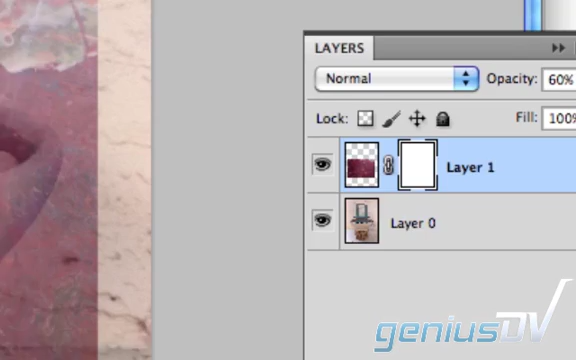 LAYERS
Normal Opacity: 60%
Lock: Fill: 100%
Layer 1
Layer 0
geniusDV